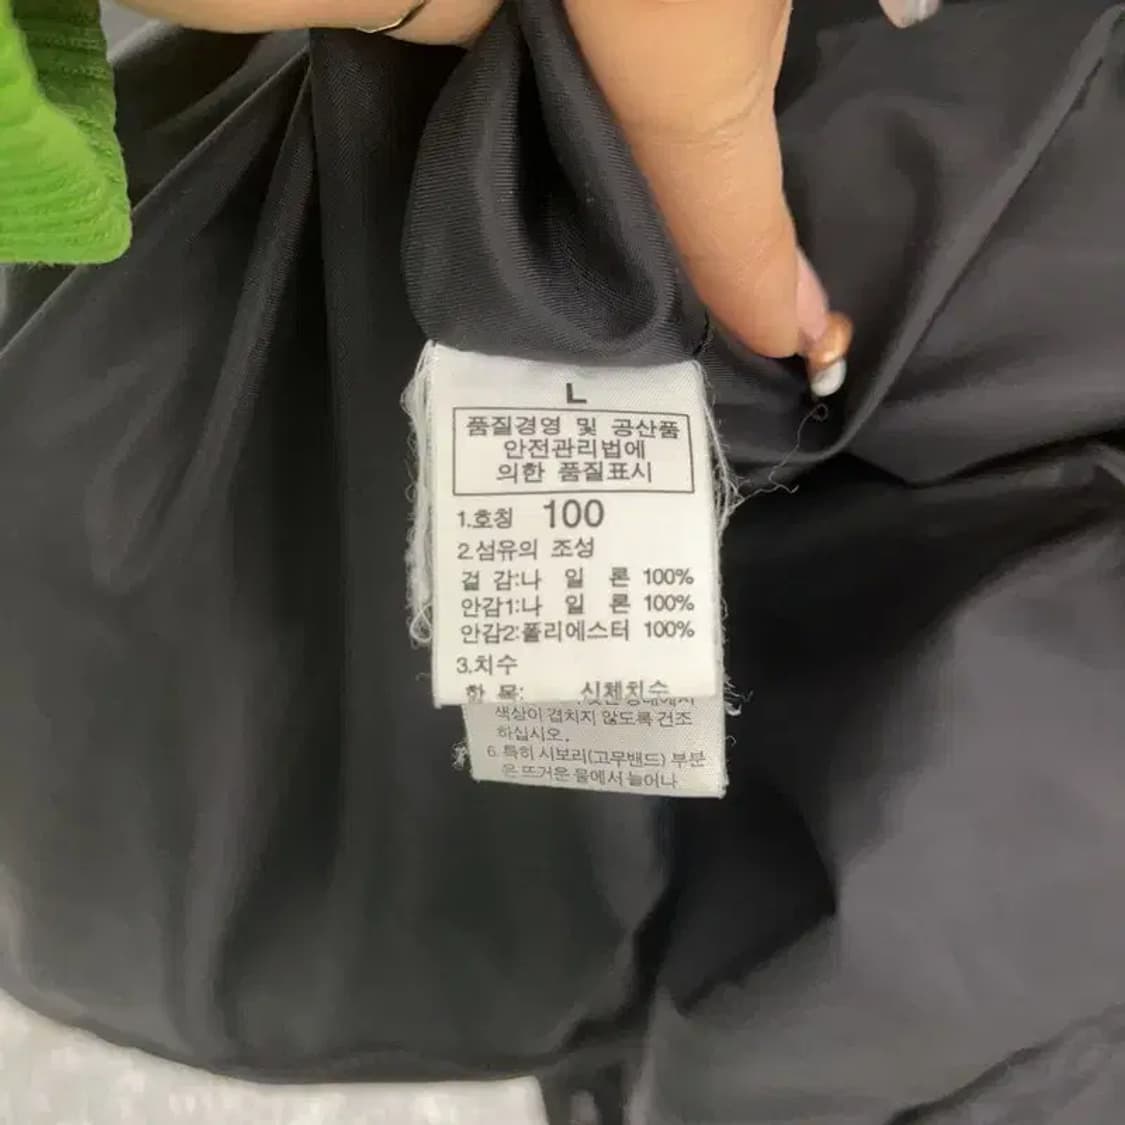 L
품질경영 및 공산품
안전관리법에
의한 품질표시
1.호칭 100
2.섬유의 조성
겉 감:나 일 론 100%
안감1:나 일 론 100%
안감2:폴리에스터 100%
3.치수
항 목: 신체치수
색상이 겹치지 않도록 건조
하십시오.
6. 특히 시보리(고무밴드) 부분
은 뜨거운 물에서 늘어나